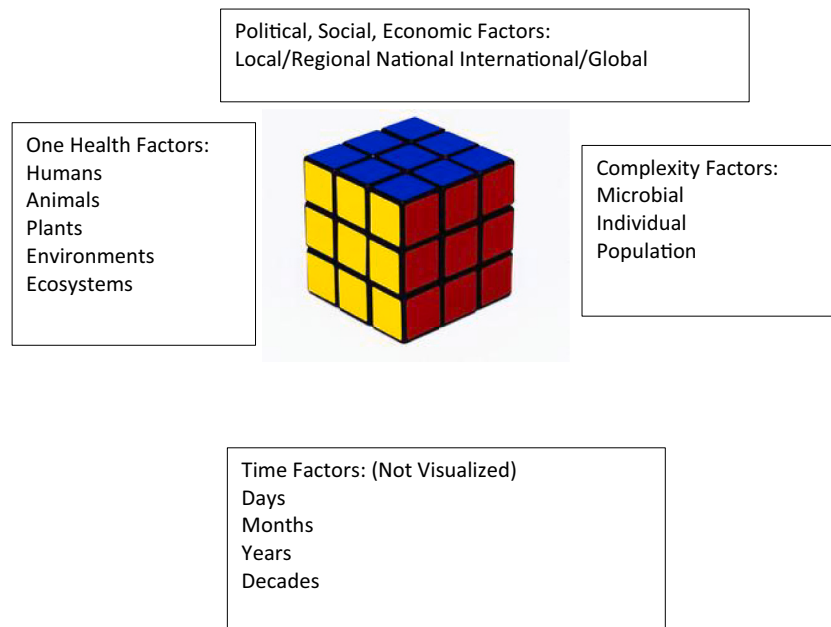 Political, Social, Economic Factors:
Local/Regional National International/Global
One Health Factors:
Humans
Animals
Plants
Environments
Ecosystems
Complexity Factors:
Microbial
Individual
Population
Time Factors: (Not Visualized)
Days
Months
Years
Decades